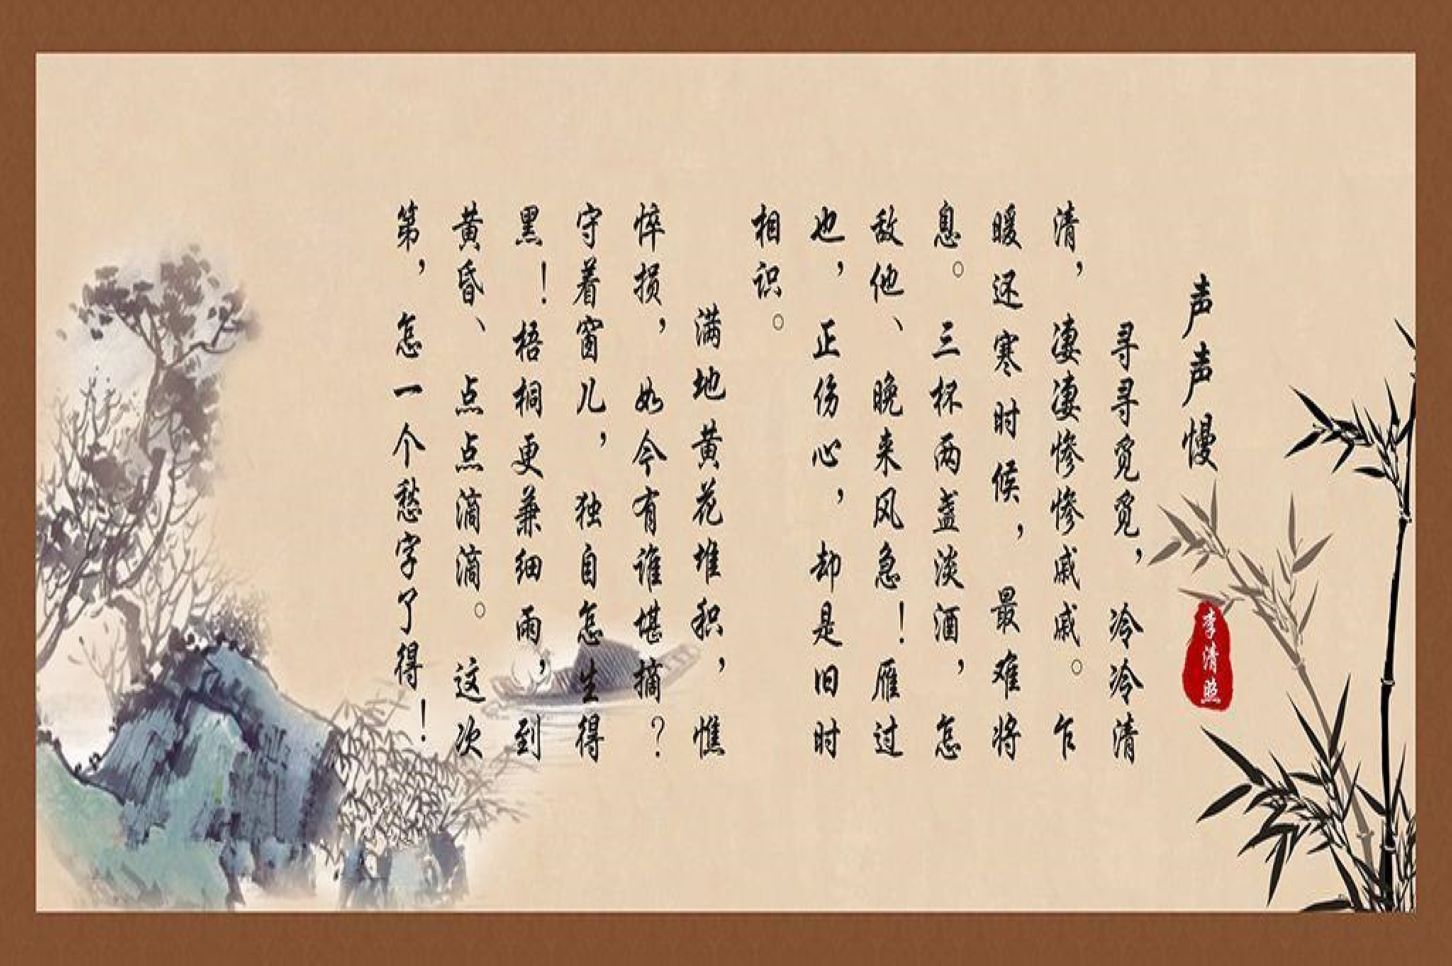 声声慢
李清照
寻寻觅觅，冷冷清
清，凄凄惨惨戚戚。乍
暖还寒时候，最难将
息。三杯两盏淡酒，怎
敌他、晚来风急！雁过
也，正伤心，却是旧时
相识。
满地黄花堆积，憔
悴损，如今有谁堪摘？
守着窗儿，独自怎生得
黑！梧桐更兼细雨，到
黄昏、点点滴滴。这次
第，怎一个愁字了得！